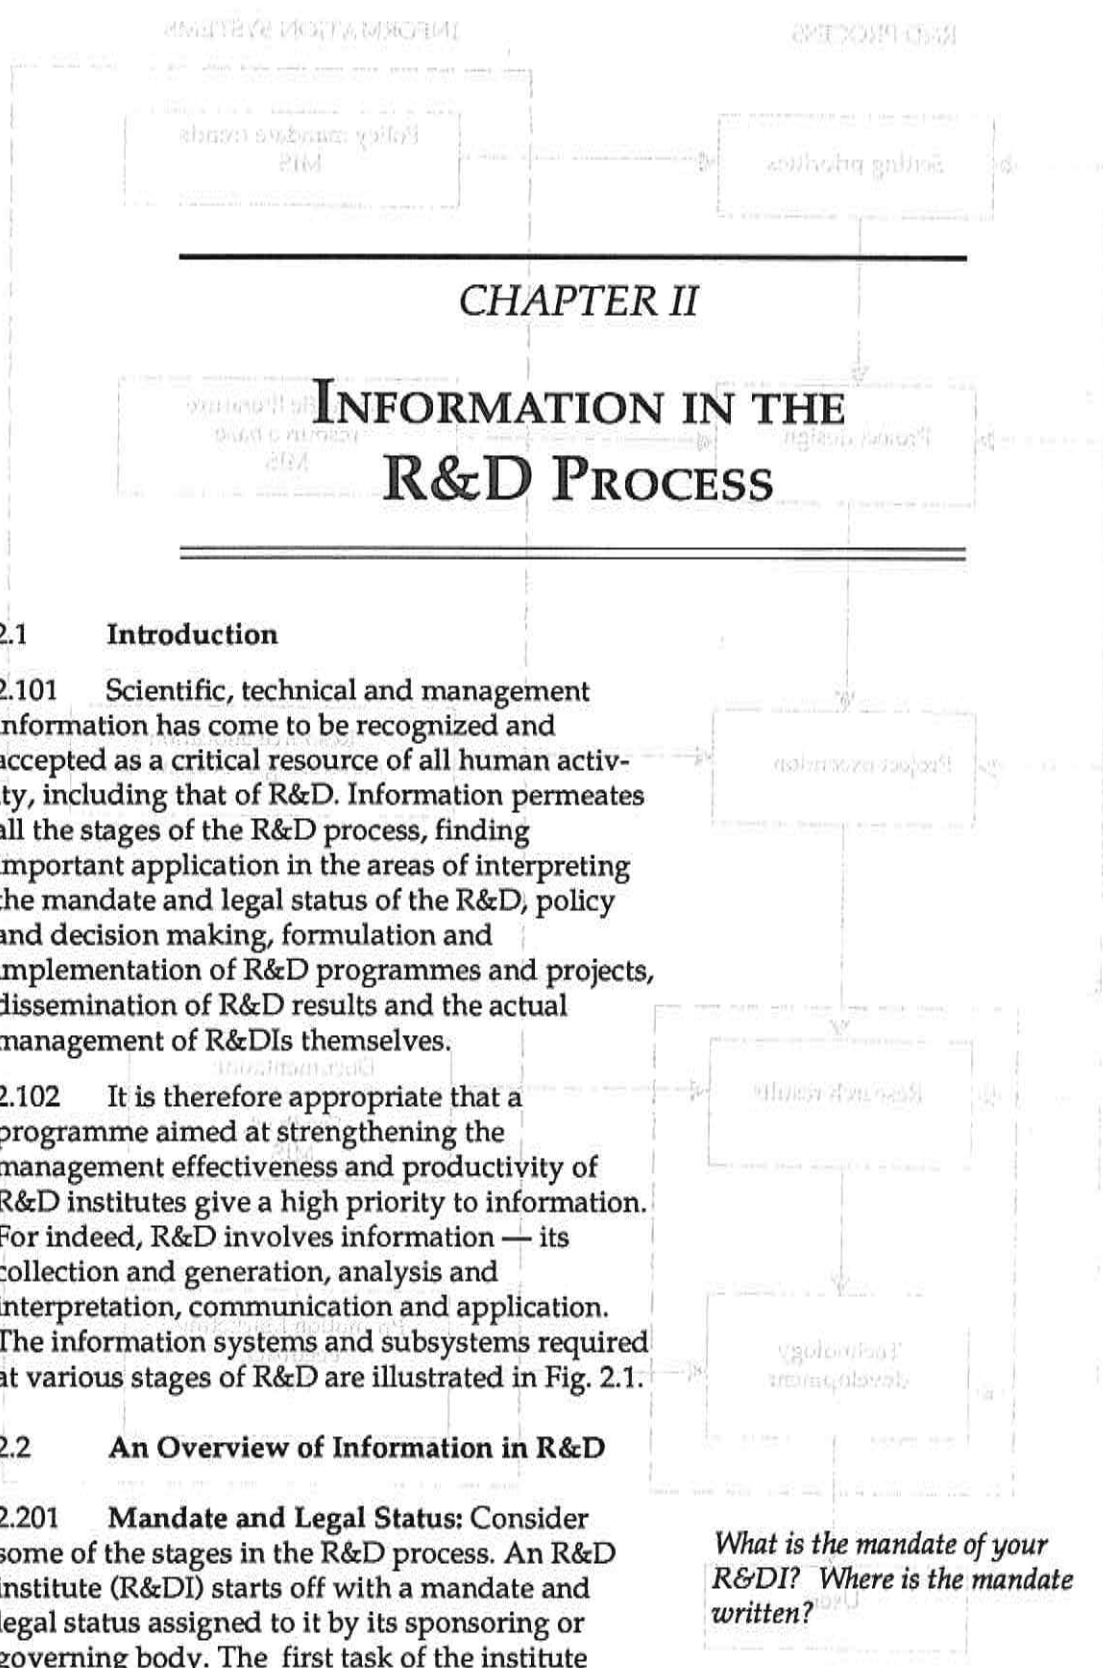 CHAPTER II
INFORMATION IN THE
R&D PROCESS
2.1 Introduction
2.101 Scientific, technical and management
information has come to be recognized and
accepted as a critical resource of all human activ-
ity, including that of R&D. Information permeates
all the stages of the R&D process, finding
important application in the areas of interpreting
the mandate and legal status of the R&D, policy
and decision making, formulation and
implementation of R&D programmes and projects,
dissemination of R&D results and the actual
management of R&DIs themselves.
2.102 It is therefore appropriate that a
programme aimed at strengthening the
management effectiveness and productivity of
R&D institutes give a high priority to information.
For indeed, R&D involves information — its
collection and generation, analysis and
interpretation, communication and application.
The information systems and subsystems required
at various stages of R&D are illustrated in Fig. 2.1.
2.2 An Overview of Information in R&D
2.201 Mandate and Legal Status: Consider
some of the stages in the R&D process. An R&D
institute (R&DI) starts off with a mandate and
legal status assigned to it by its sponsoring or
governing body. The first task of the institute
What is the mandate of your
R&DI? Where is the mandate
written?